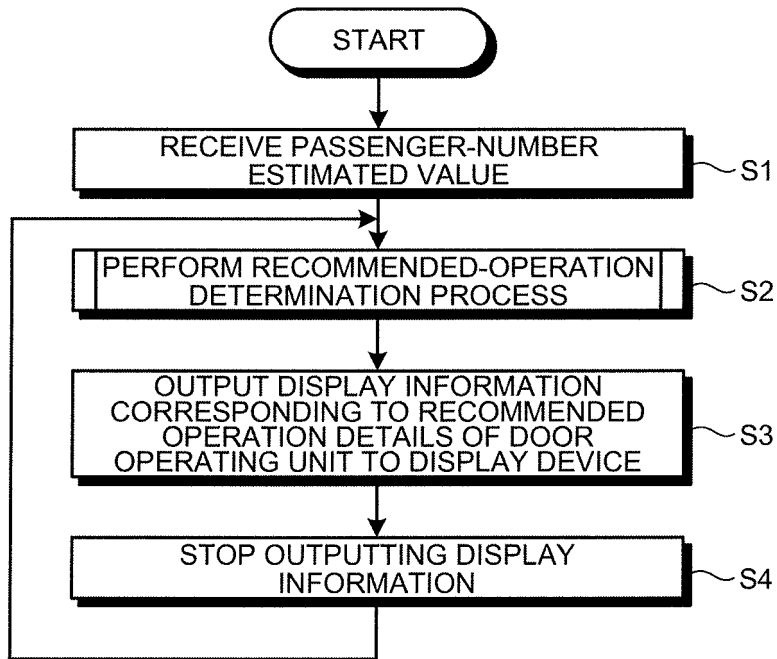 START
RECEIVE PASSENGER-NUMBER
ESTIMATED VALUE
S1
PERFORM RECOMMENDED-OPERATION
DETERMINATION PROCESS
S2
OUTPUT DISPLAY INFORMATION
CORRESPONDING TO RECOMMENDED
OPERATION DETAILS OF DOOR
OPERATING UNIT TO DISPLAY DEVICE
S3
STOP OUTPUTTING DISPLAY
INFORMATION
S4